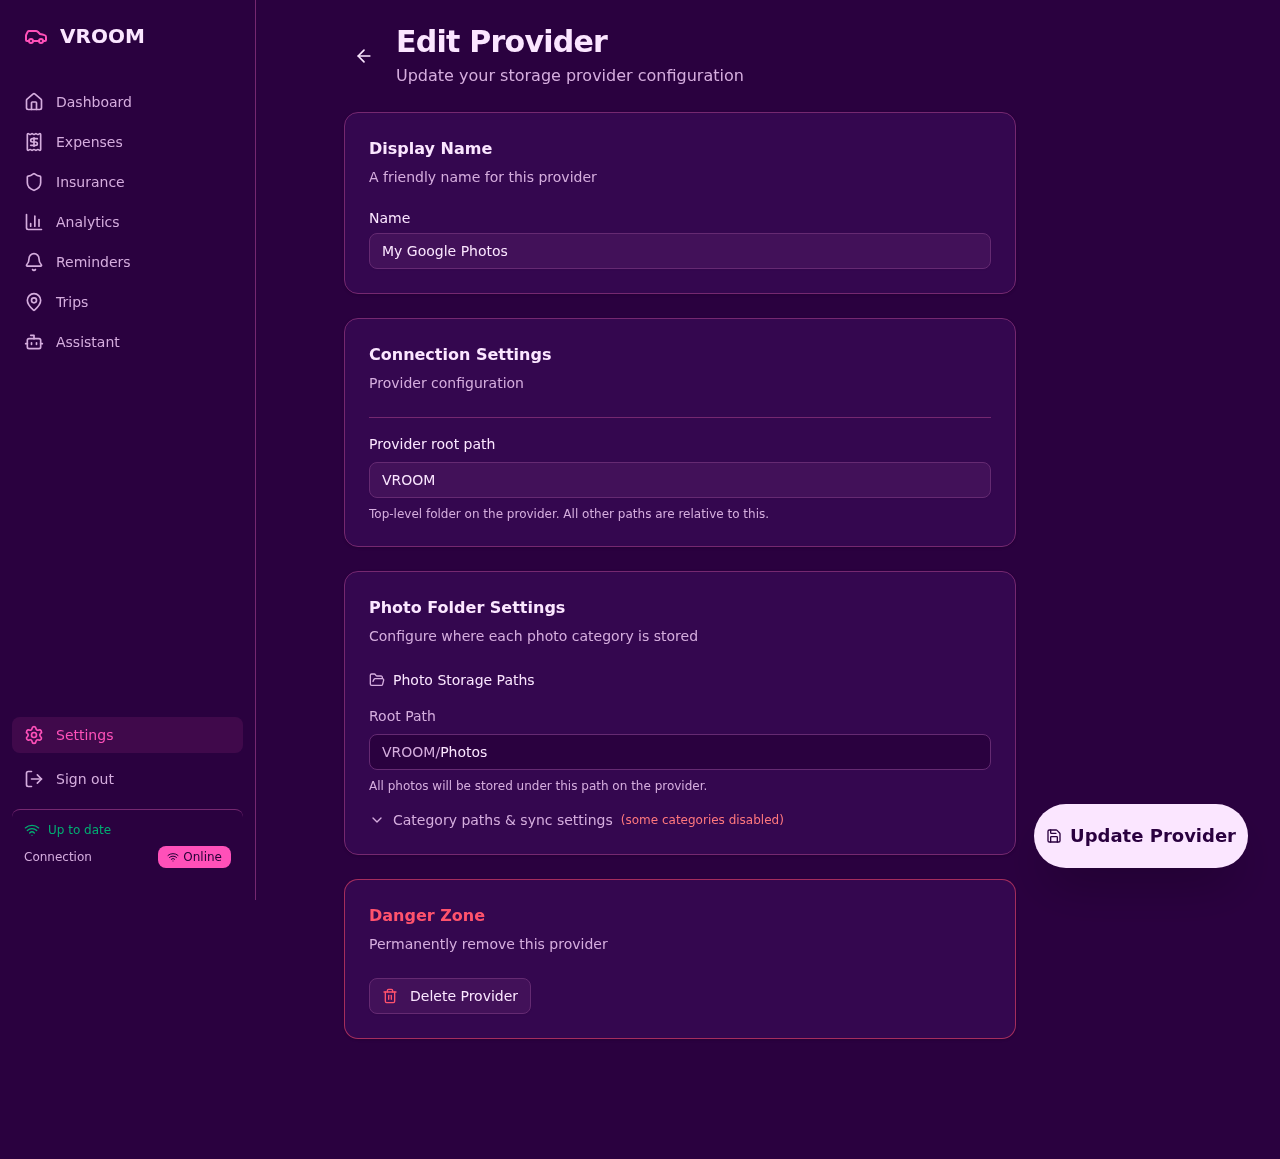 VROOM
Dashboard
Expenses
Insurance
Analytics
Reminders
Trips
Assistant
Settings
Sign out
Up to date
Connection
Online
Edit Provider
Update your storage provider configuration
Display Name
A friendly name for this provider
Name
My Google Photos
Connection Settings
Provider configuration
Provider root path
VROOM
Top-level folder on the provider. All other paths are relative to this.
Photo Folder Settings
Configure where each photo category is stored
Photo Storage Paths
Root Path
VROOM/Photos
All photos will be stored under this path on the provider.
Category paths & sync settings (some categories disabled)
Update Provider
Danger Zone
Permanently remove this provider
Delete Provider